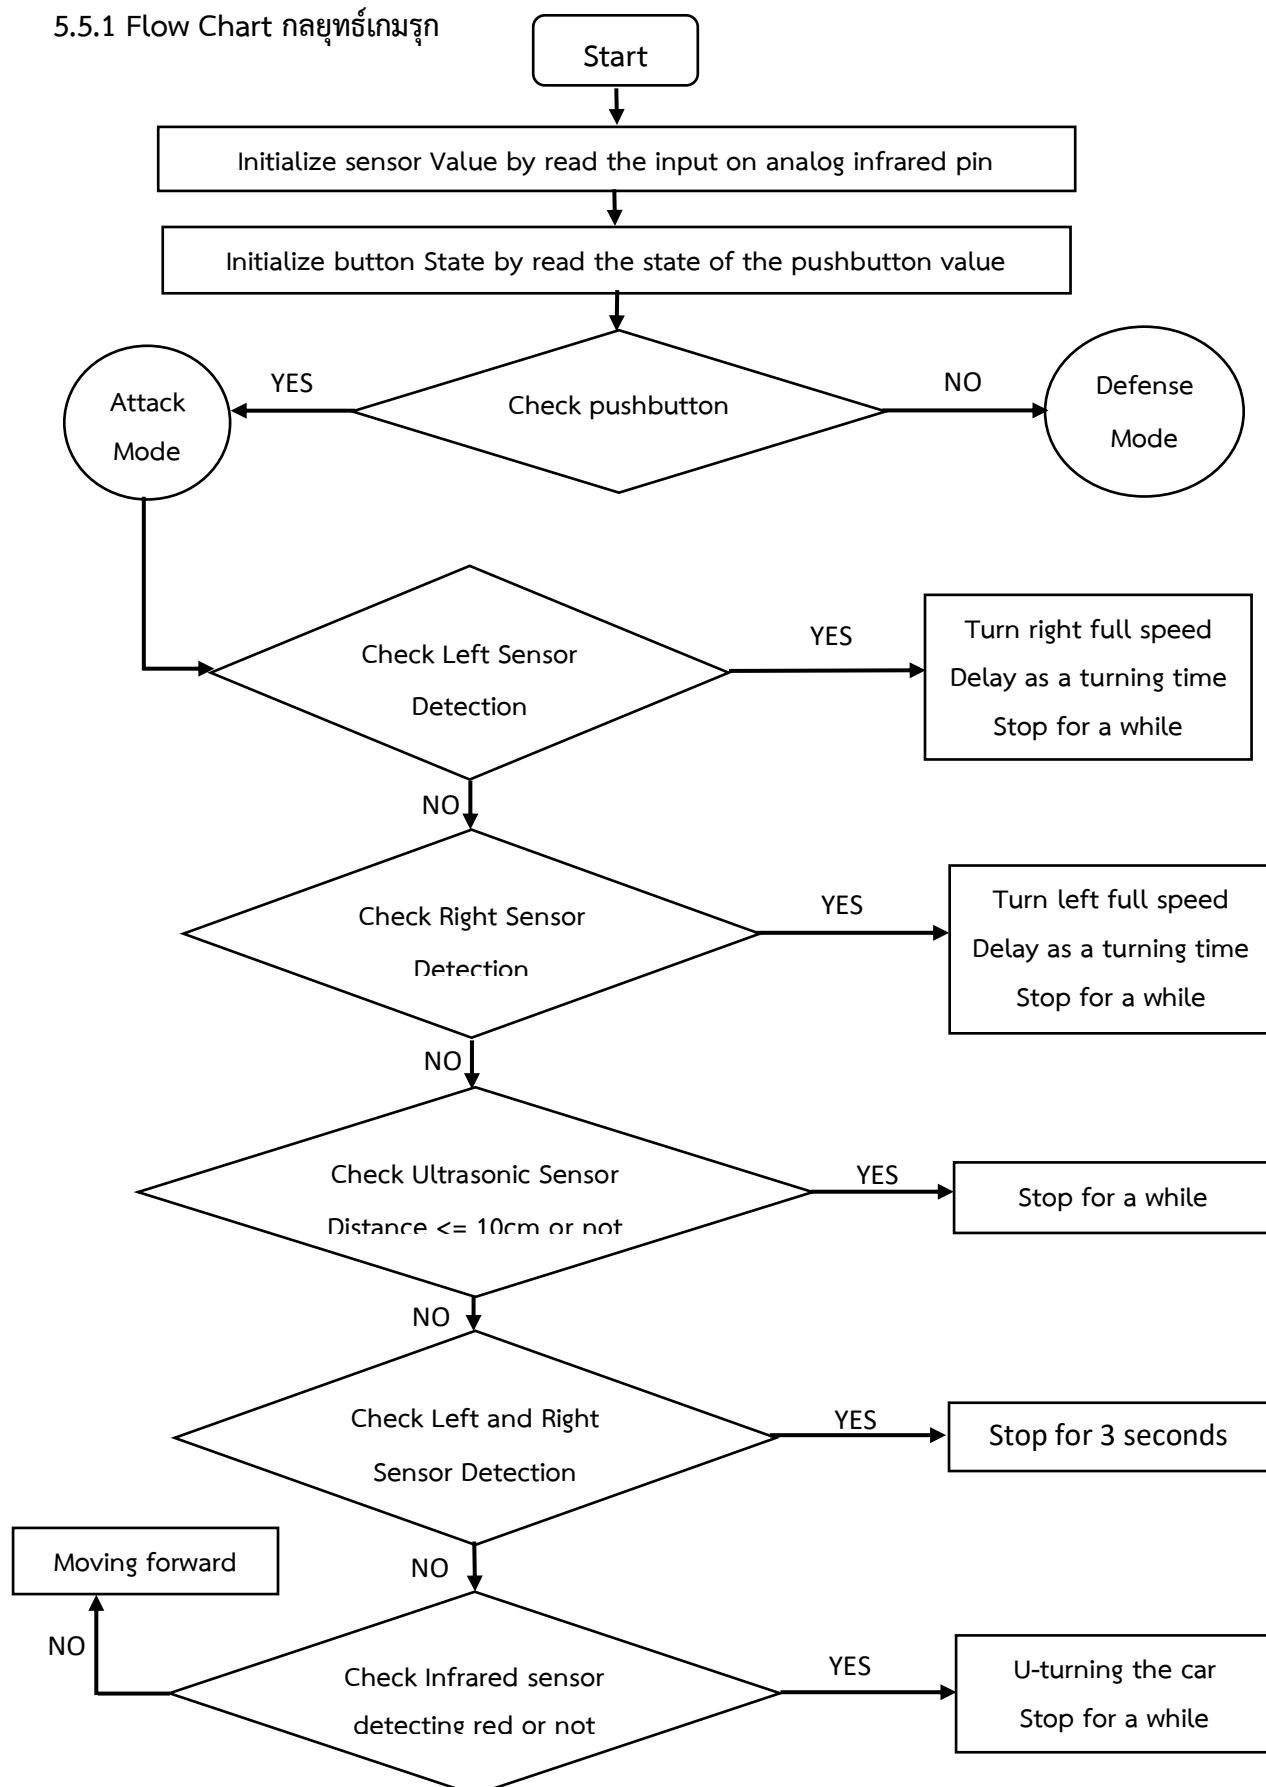 5.5.1 Flow Chart กลยุทธ์เกมรุก
Start
Initialize sensor Value by read the input on analog infrared pin
Initialize button State by read the state of the pushbutton value
Check pushbutton
YES
Attack
Mode
NO
Defense
Mode
Check Left Sensor
Detection
YES
Turn right full speed
Delay as a turning time
Stop for a while
NO
Check Right Sensor
Detection
YES
Turn left full speed
Delay as a turning time
Stop for a while
NO
Check Ultrasonic Sensor
Distance <= 10cm or not
YES
Stop for a while
NO
Check Left and Right
Sensor Detection
YES
Stop for 3 seconds
NO
Check Infrared sensor
detecting red or not
NO
Moving forward
YES
U-turning the car
Stop for a while